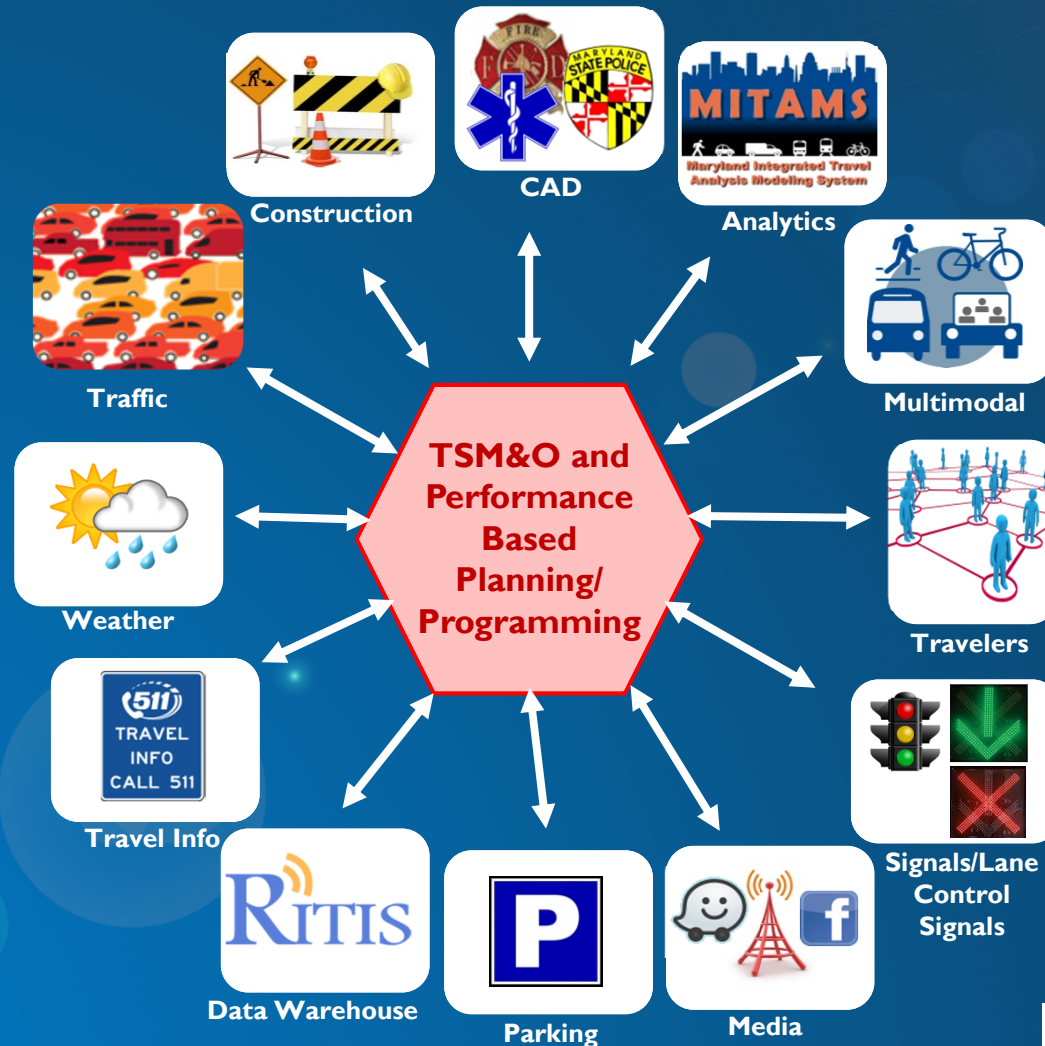 FIRE
F D
MARYLAND
STATE POLICE
CAD
Construction
MITAMS
Maryland Integrated Travel
Analysis Modeling System
Analytics
Traffic
Multimodal
TSM&O and
Performance
Based
Planning/
Programming
Weather
Travelers
511
TRAVEL
INFO
CALL 511
Travel Info
Signals/Lane
Control
Signals
RITIS
Data Warehouse
P
Parking
f
Media